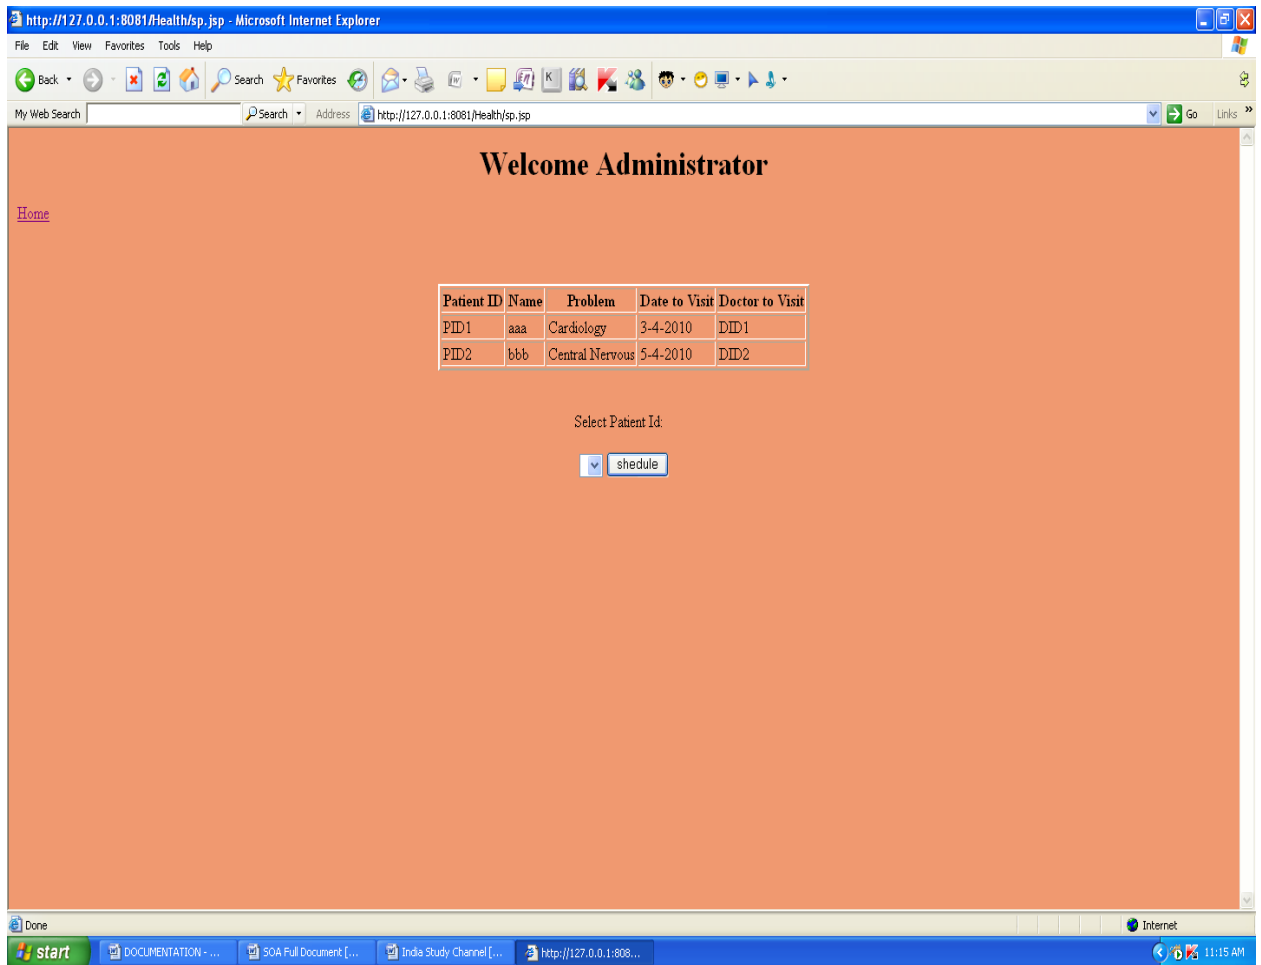 http://127.0.0.1:8081/Health/sp.jsp - Microsoft Internet Explorer
File Edit View Favorites Tools Help
Back Search Favorites
My Web Search Search Address http://127.0.0.1:8081/Health/sp.jsp Go Links »
Welcome Administrator
Home
Patient ID Name Problem Date to Visit Doctor to Visit
PID1 aaa Cardiology 3-4-2010 DID1
PID2 bbb Central Nervous 5-4-2010 DID2
Select Patient Id:
shedule
Done Internet
start DOCUMENTATION - ... SOA Full Document [... India Study Channel [... http://127.0.0.1:808... 11:15 AM